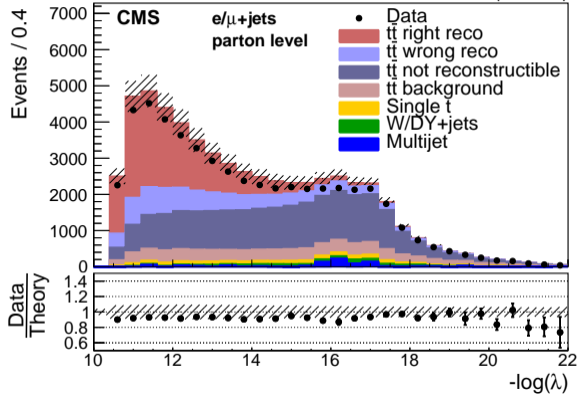 CMS
e/μ+jets
parton level
Data
tt̄ right reco
tt̄ wrong reco
tt̄ not reconstructible
tt̄ background
Single t
W/DY+jets
Multijet
Events / 0.4
7000
6000
5000
4000
3000
2000
1000
0
Data
Theory
1.4
1.2
1
0.8
0.6
10 12 14 16 18 20 22
-log(λ)